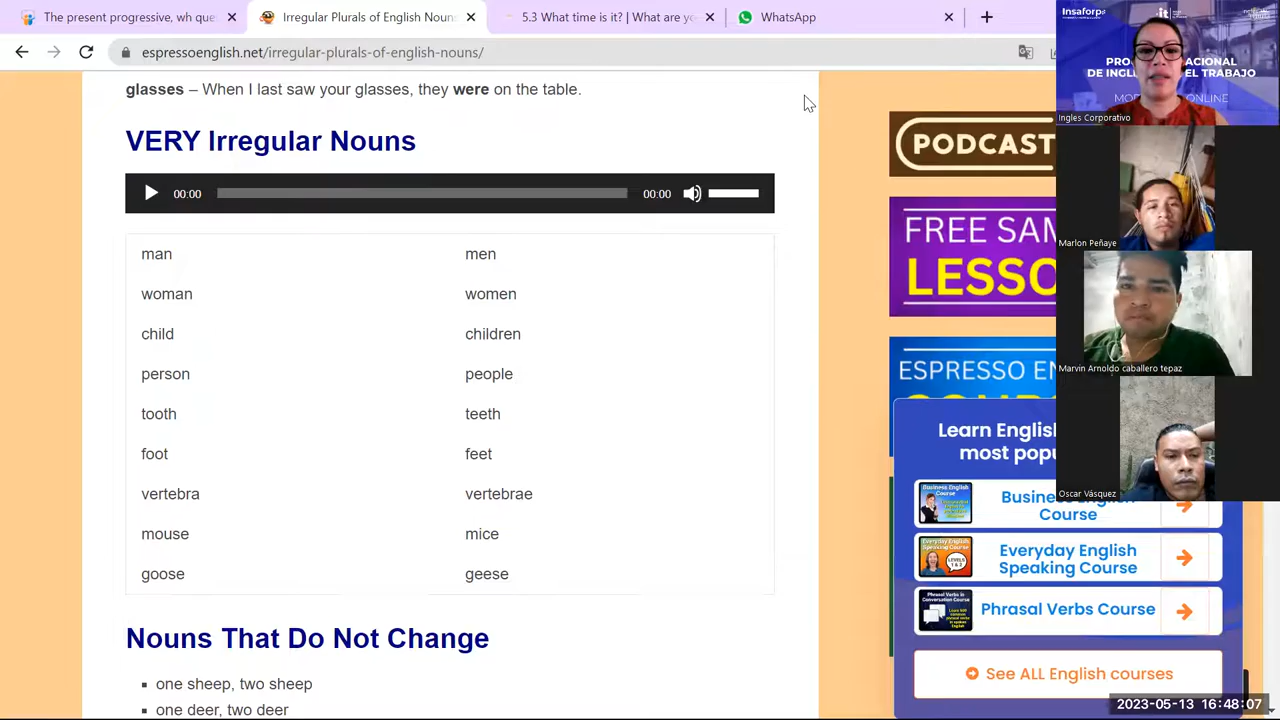 The present progressive, wh que
Irregular Plurals of English Noun
5.3 What time is it? | What are yo
WhatsApp
espressoenglish.net/irregular-plurals-of-english-nouns/
glasses – When I last saw your glasses, they were on the table.
VERY Irregular Nouns
00:00
00:00
man men
woman women
child children
person people
tooth teeth
foot feet
vertebra vertebrae
mouse mice
goose geese
Nouns That Do Not Change
one sheep, two sheep
one deer, two deer
PODCAST
FREE SAM
LESSO
ESPRESSO EN
Learn English
most popu
Business English
Course
Everyday English
Speaking Course
Phrasal Verbs Course
See ALL English courses
Insaforp
PRO ACIONAL
DE INGL EL TRABAJO
MOD ONLINE
Ingles Corporativo
Marlon Peñaye
Marvin Arnoldo caballero tepaz
Oscar Vásquez
2023-05-13 16:48:07